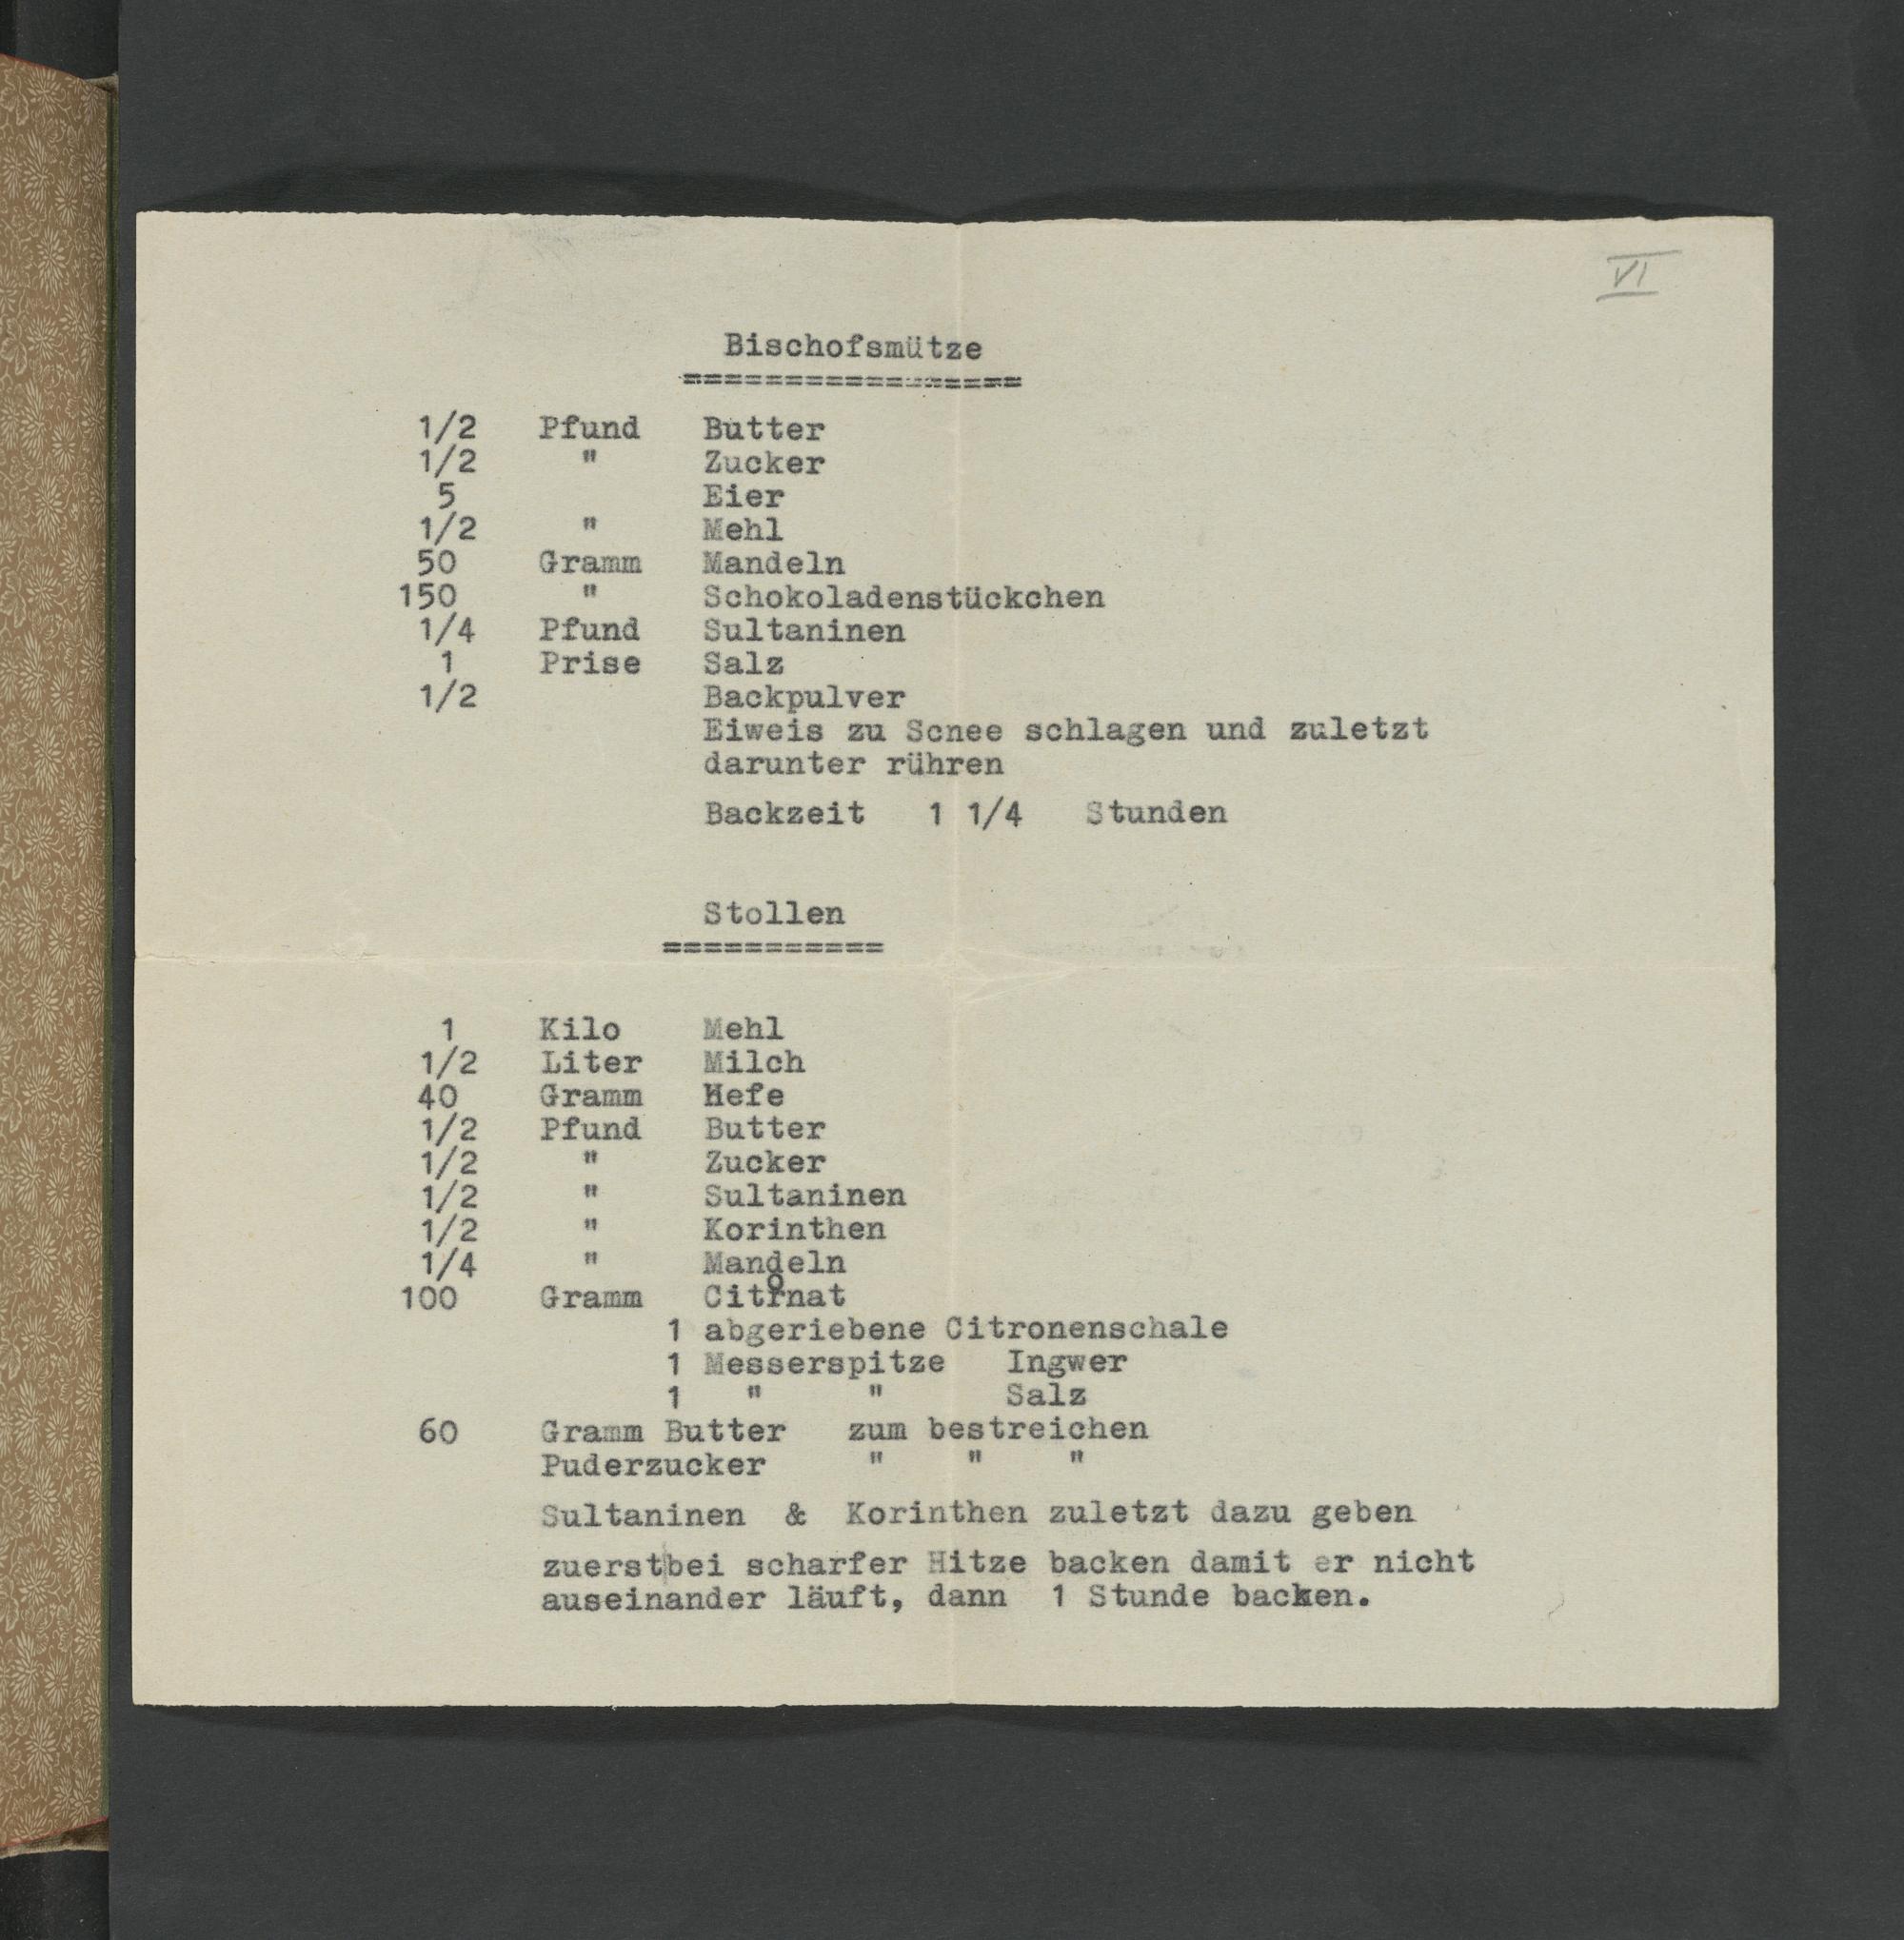 VI
Bischofsmütze
=================
1/2 Pfund Butter
1/2 " Zucker
5 Eier
1/2 " Mehl
50 Gramm Mandeln
150 " Schokoladenstückchen
1/4 Pfund Sultaninen
1 Prise Salz
1/2 Backpulver
Eiweis zu Scnee schlagen und zuletzt
darunter rühren
Backzeit 1 1/4 Stunden
Stollen
===========
1 Kilo Mehl
1/2 Liter Milch
40 Gramm Hefe
1/2 Pfund Butter
1/2 " Zucker
1/2 " Sultaninen
1/2 " Korinthen
1/4 " Mandeln
100 Gramm Citronat
1 abgeriebene Citronenschale
1 Messerspitze Ingwer
1 " " Salz
60 Gramm Butter zum bestreichen
Puderzucker " " "
Sultaninen & Korinthen zuletzt dazu geben
zuerst|bei scharfer Hitze backen damit er nicht
auseinander läuft, dann 1 Stunde backen.